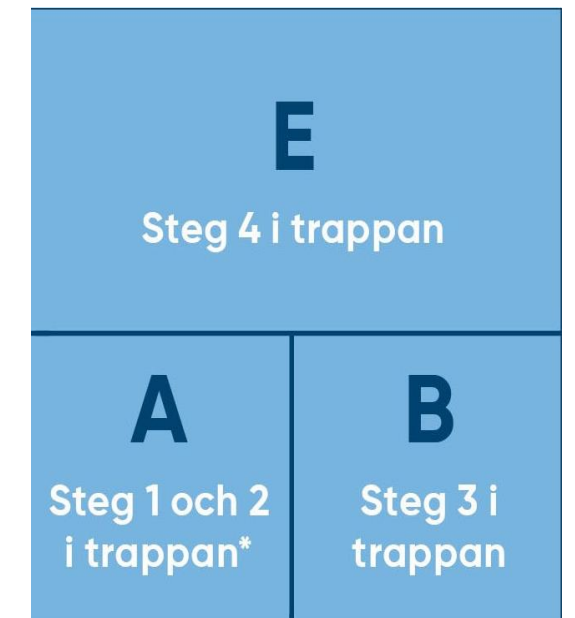 E
Steg 4 i trappan
A
Steg 1 och 2
i trappan*
B
Steg 3 i
trappan